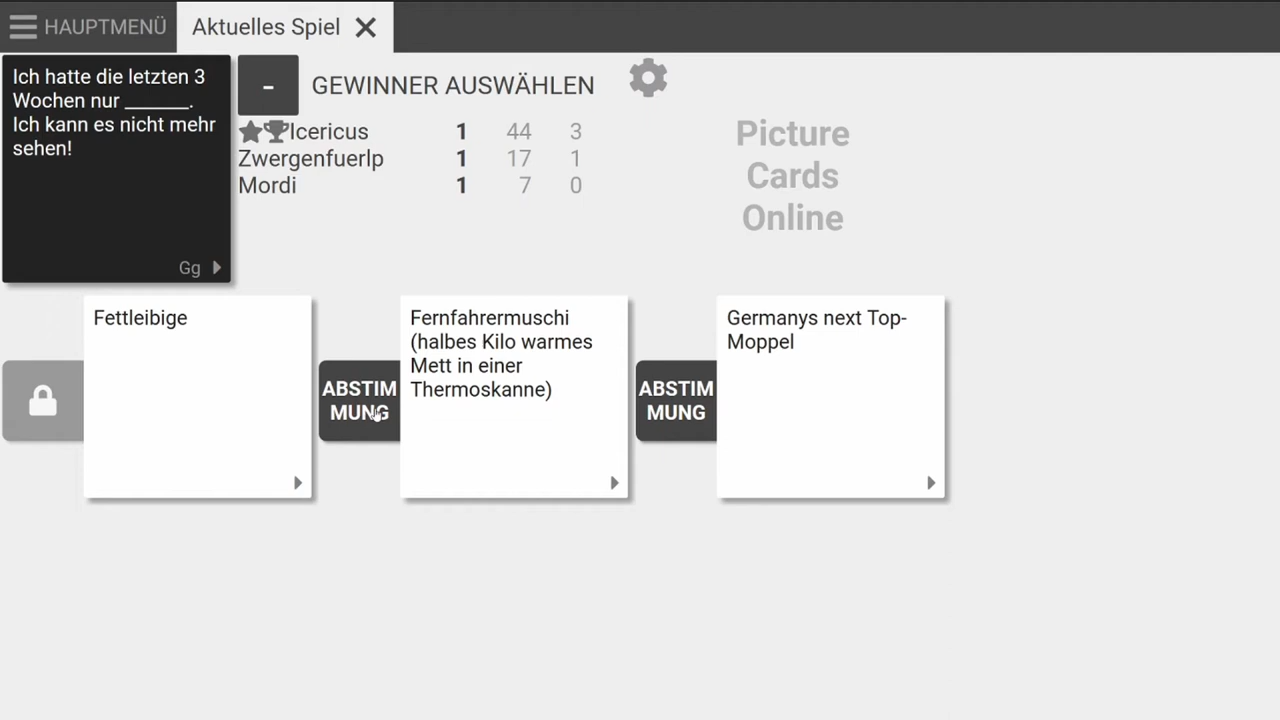 HAUPTMENÜ
Aktuelles Spiel
Ich hatte die letzten 3
Wochen nur ______.
Ich kann es nicht mehr
sehen!
Gg
-
GEWINNER AUSWÄHLEN
Icericus 1 44 3
Zwergenfuerlp 1 17 1
Mordi 1 7 0
Picture
Cards
Online
Fettleibige
ABSTIM
MUNG
Fernfahrermuschi
(halbes Kilo warmes
Mett in einer
Thermoskanne)
ABSTIM
MUNG
Germanys next Top-
Moppel